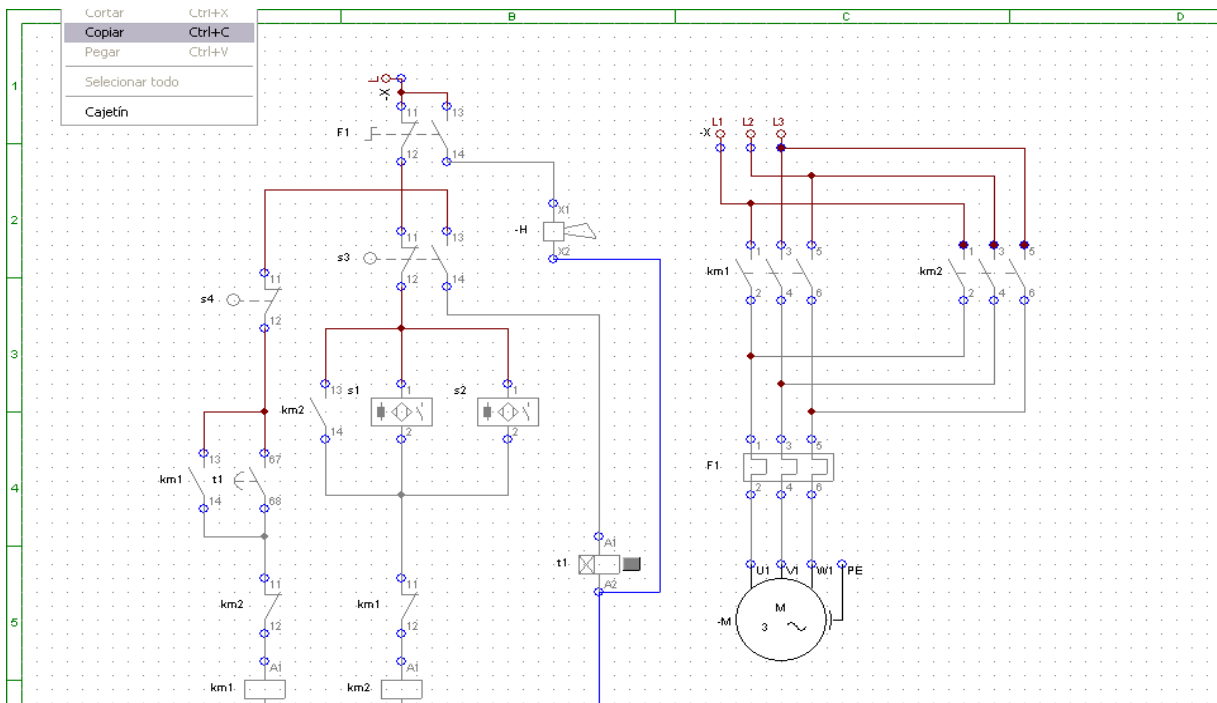 Cortar Ctrl+X
Copiar Ctrl+C
Pegar Ctrl+V
Selecionar todo
Cajetín
B C D
1
2
3
4
5
L
-X
11 13
F1
12 14
X1
-H
X2
11 13
s3
12 14
11
s4
12
13 s1 1 s2 1
km2
14 2 2
13 67
km1 t1
14 68
A1
t1
A2
11 11
km2 km1
12 12
A1 A1
km1 km2
L1 L2 L3
-X
1 3 5 1 3 5
km1 km2
2 4 6 2 4 6
1 3 5
F1
2 4 6
U1 V1 W1 PE
M
-M
3